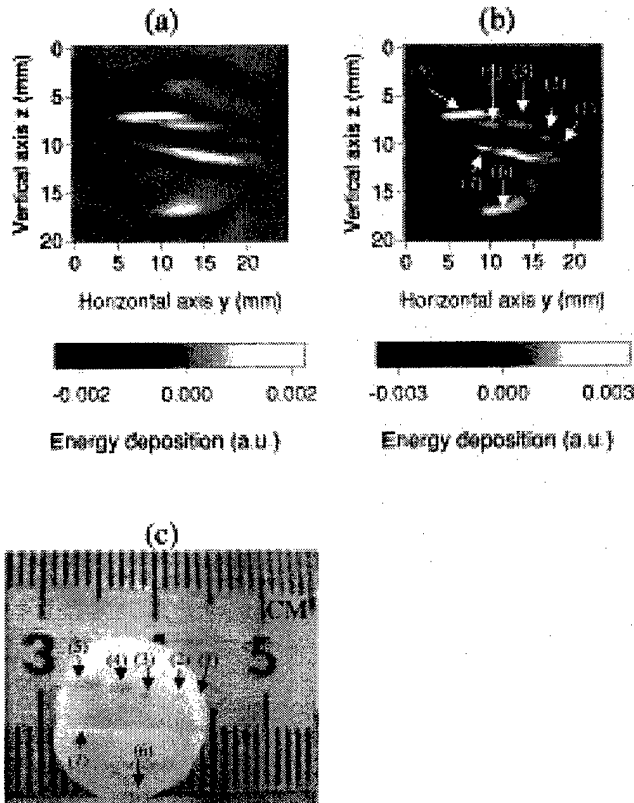 (a)
(b)
Vertical axis z (mm)
0
5
10
15
20
0 5 10 15 20
Horizontal axis y (mm)
-0.002 0.000 0.002
Energy deposition (a.u.)
Vertical axis z (mm)
0
5
10
15
20
(3)
(2)
0 5 10 15 20
Horizontal axis y (mm)
-0.003 0.000 0.003
Energy deposition (a.u.)
(c)
CM
3 5
(5) (4) (3) (2) (1)
(7) (6)